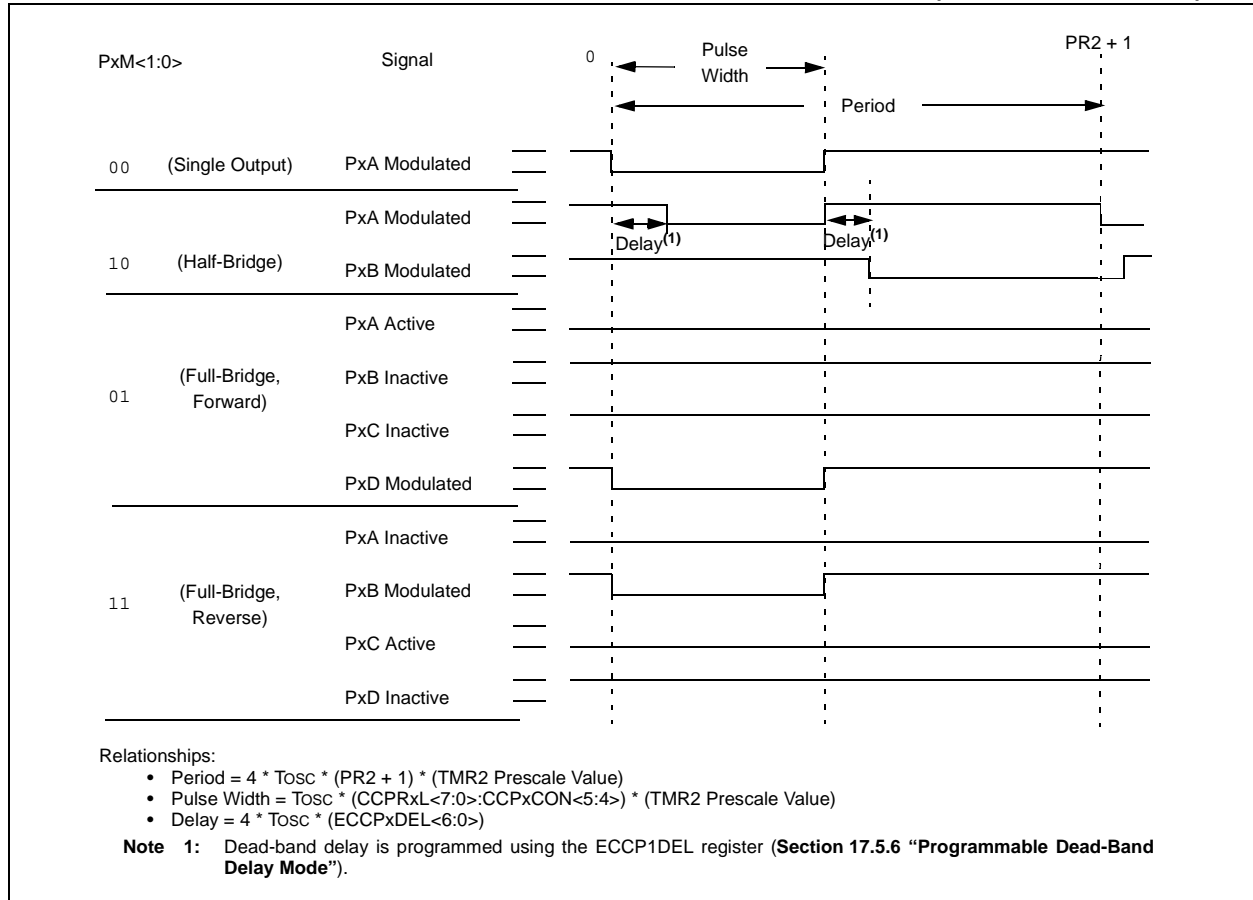 PxM<1:0> Signal 0 Pulse Width PR2 + 1
Period
00 (Single Output) PxA Modulated
PxA Modulated
Delay(1) Delay(1)
10 (Half-Bridge) PxB Modulated
PxA Active
(Full-Bridge, PxB Inactive
01 Forward)
PxC Inactive
PxD Modulated
PxA Inactive
(Full-Bridge, PxB Modulated
11 Reverse)
PxC Active
PxD Inactive
Relationships:
• Period = 4 * TOSC * (PR2 + 1) * (TMR2 Prescale Value)
• Pulse Width = TOSC * (CCPRxL<7:0>:CCPxCON<5:4>) * (TMR2 Prescale Value)
• Delay = 4 * TOSC * (ECCPxDEL<6:0>)
Note 1: Dead-band delay is programmed using the ECCP1DEL register (Section 17.5.6 “Programmable Dead-Band
Delay Mode”).